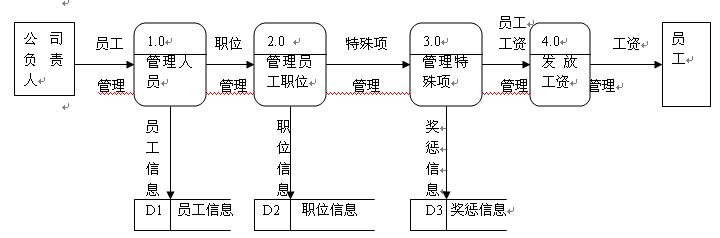 公司
负责
人
员工
管理
1.0
管理人
员
职位
管理
2.0
管理员
工职位
特殊项
管理
3.0
管理特
殊项
员工
工资
管理
4.0
发放
工资
工资
管理
员
工
员
工
信
息
职
位
信
息
奖
惩
信
息
D1 员工信息
D2 职位信息
D3 奖惩信息